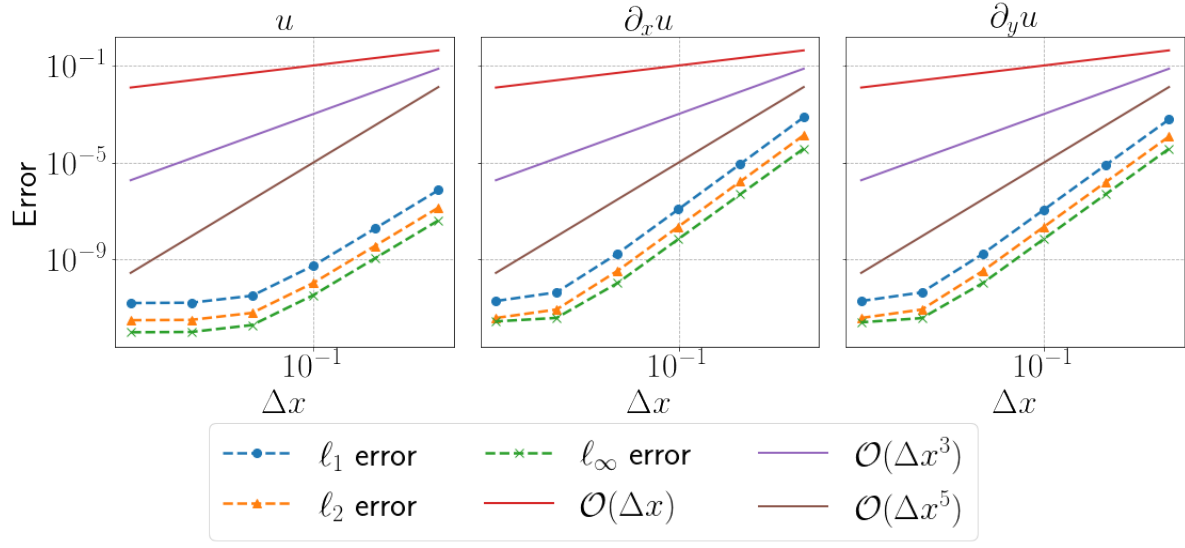 u ∂ₓu ∂ᵧu
Error
10⁻¹
10⁻⁵
10⁻⁹
10⁻¹ 10⁻¹ 10⁻¹
Δx Δx Δx
ℓ₁ error ℓ∞ error 𝒪(Δx³)
ℓ₂ error 𝒪(Δx) 𝒪(Δx⁵)